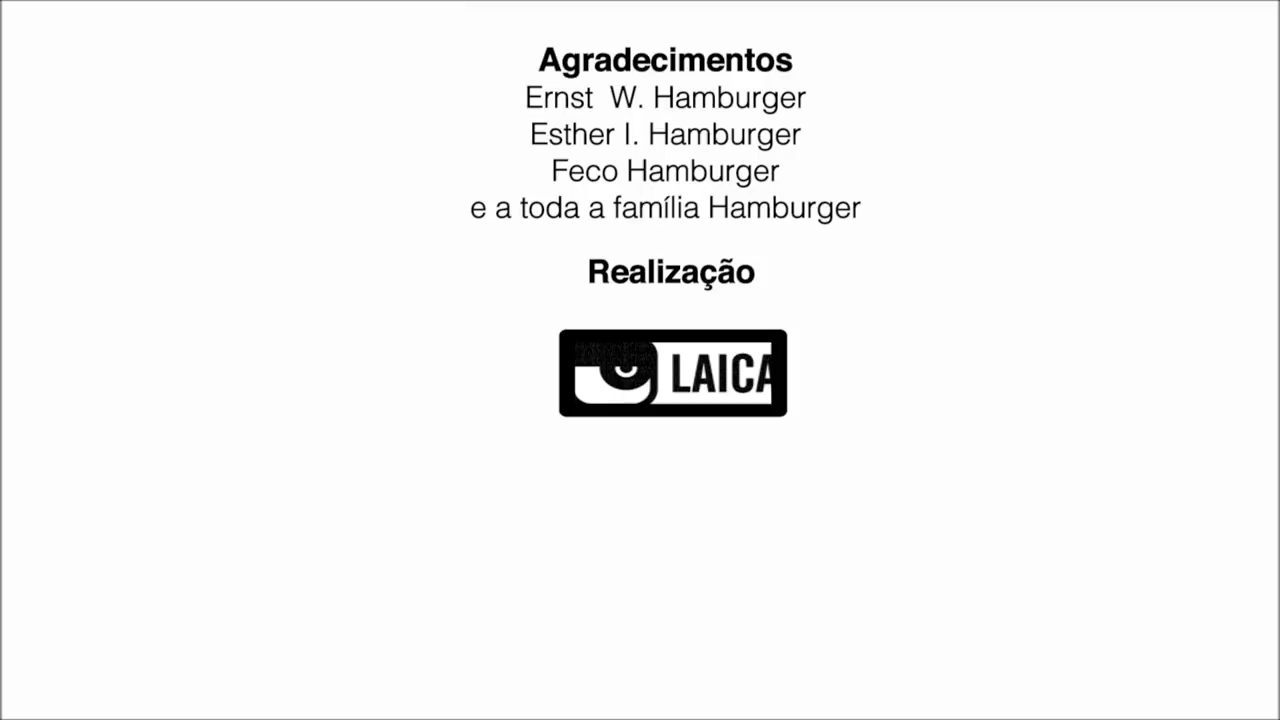 Agradecimentos
Ernst W. Hamburger
Esther I. Hamburger
Feco Hamburger
e a toda a família Hamburger
Realização
LAICA